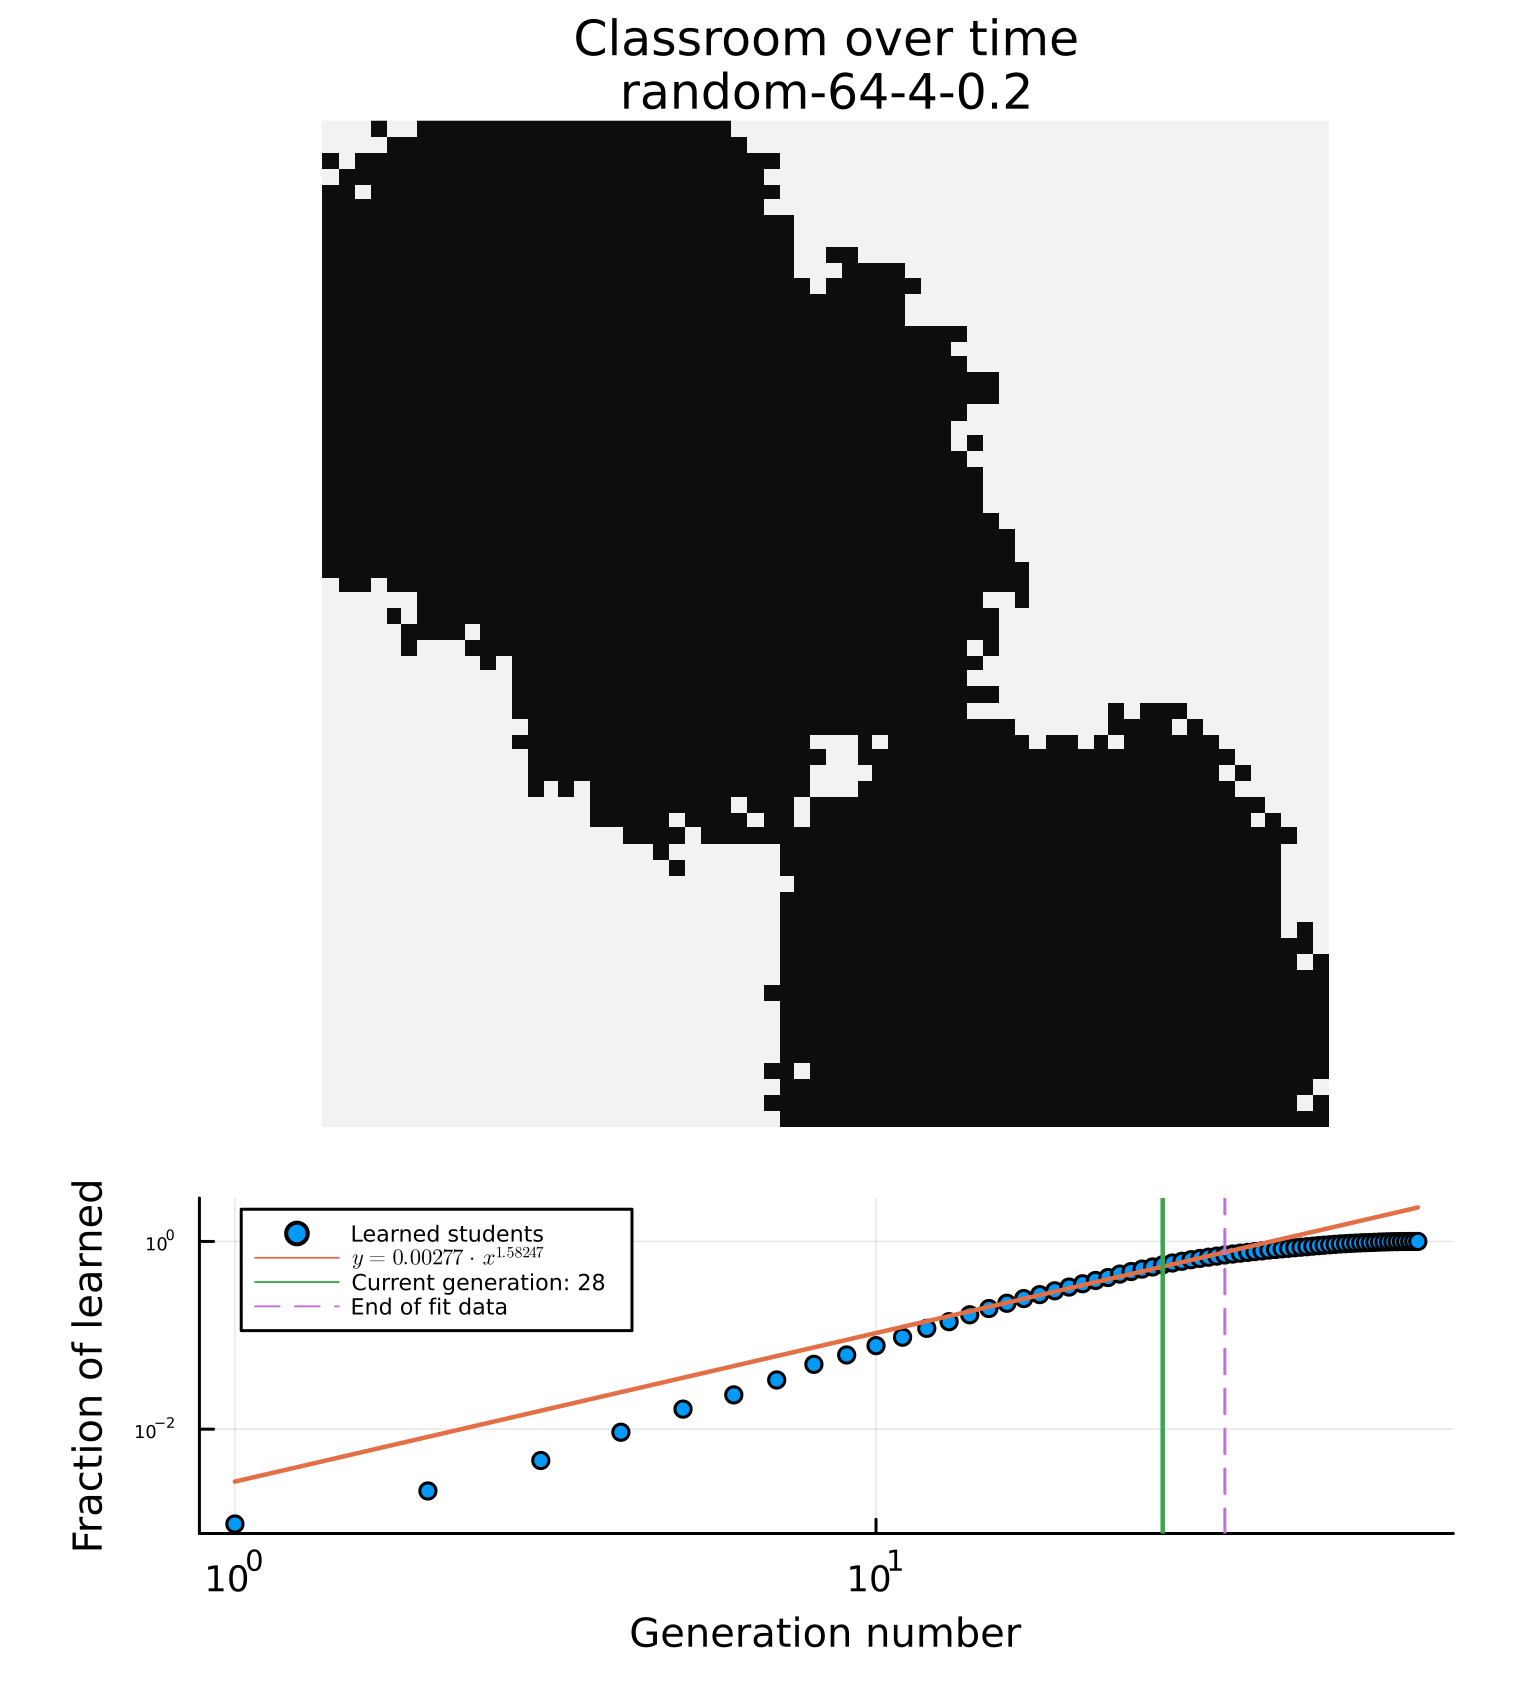 Classroom over time
random-64-4-0.2
Fraction of learned
10^0
10^-2
Learned students
y = 0.00277 · x^1.58247
Current generation: 28
End of fit data
10^0
10^1
Generation number